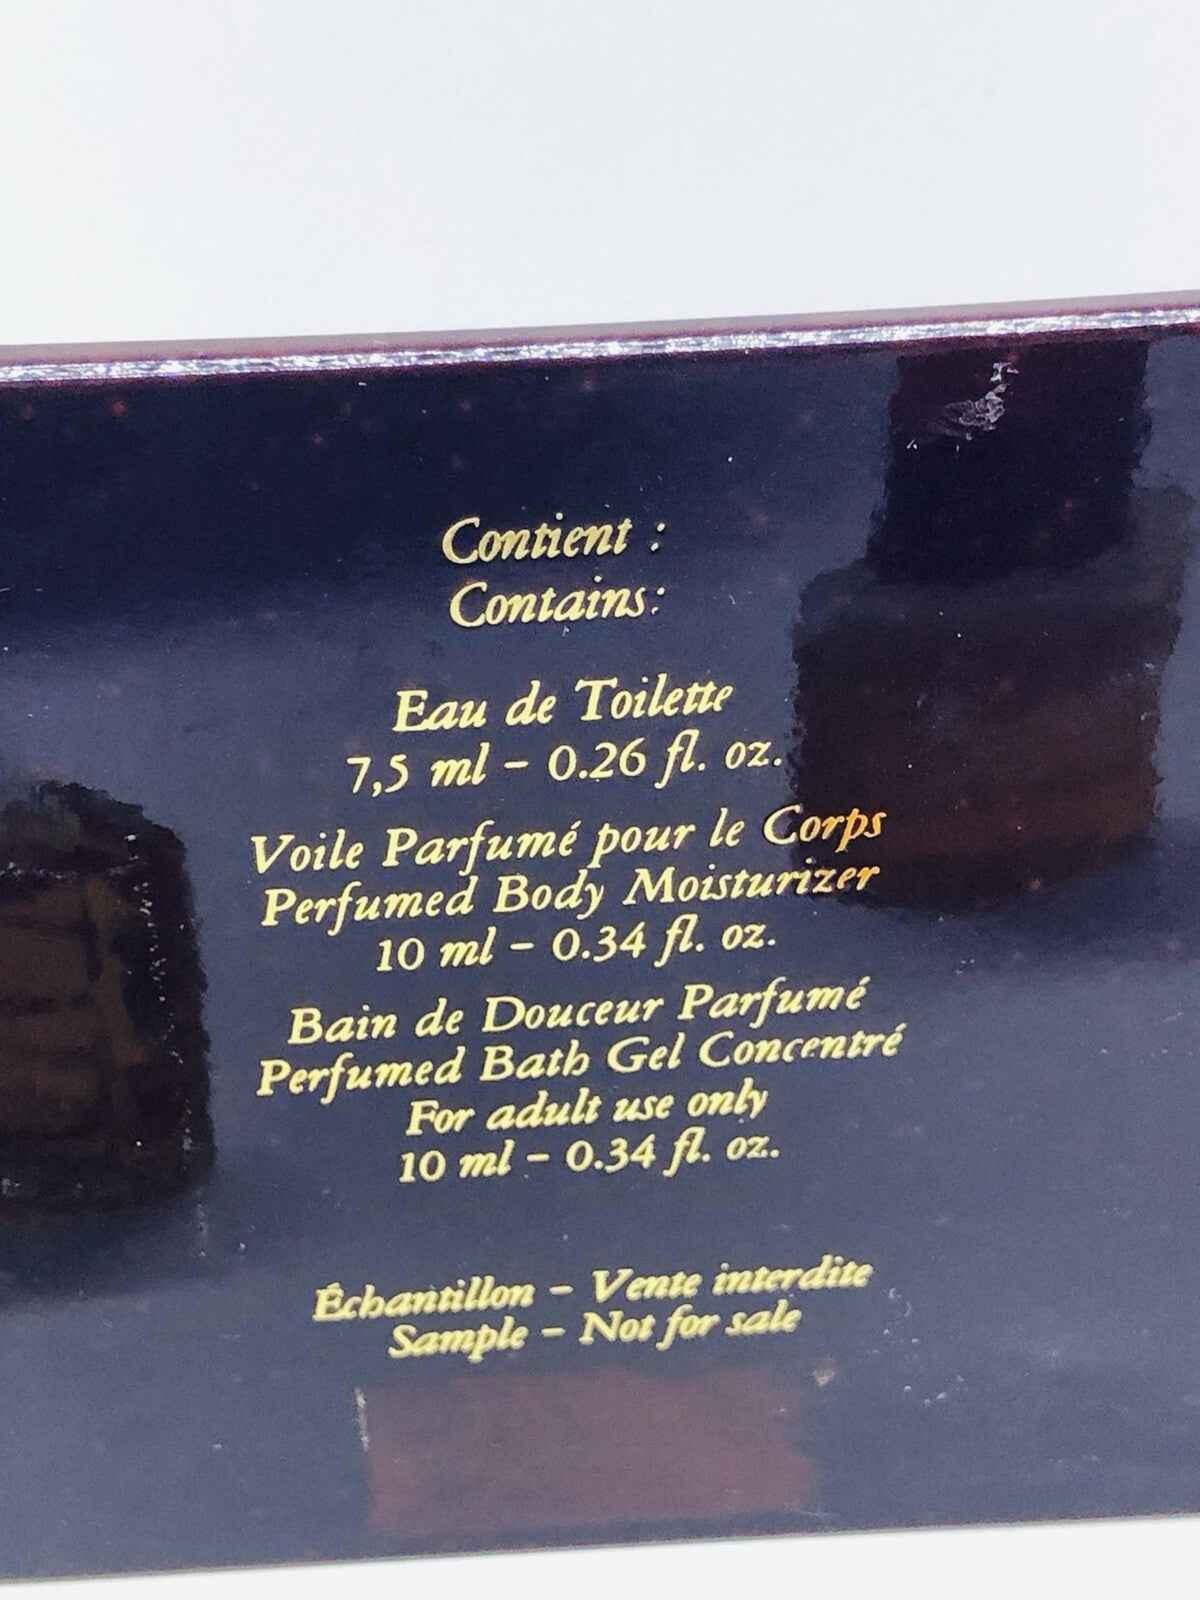 Contient :
Contains:
Eau de Toilette
7,5 ml – 0.26 fl. oz.
Voile Parfumé pour le Corps
Perfumed Body Moisturizer
10 ml – 0.34 fl. oz.
Bain de Douceur Parfumé
Perfumed Bath Gel Concentré
For adult use only
10 ml – 0.34 fl. oz.
Échantillon – Vente interdite
Sample – Not for sale